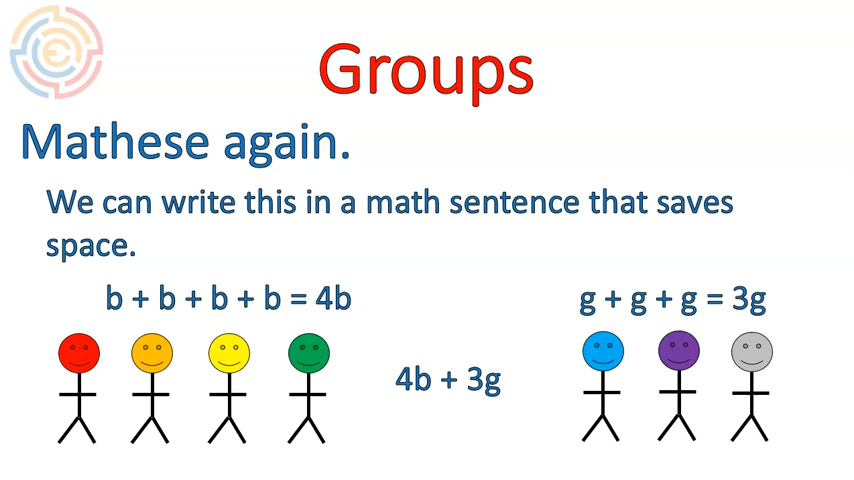 Groups
Mathese again.
We can write this in a math sentence that saves
space.
b + b + b + b = 4b
g + g + g = 3g
4b + 3g